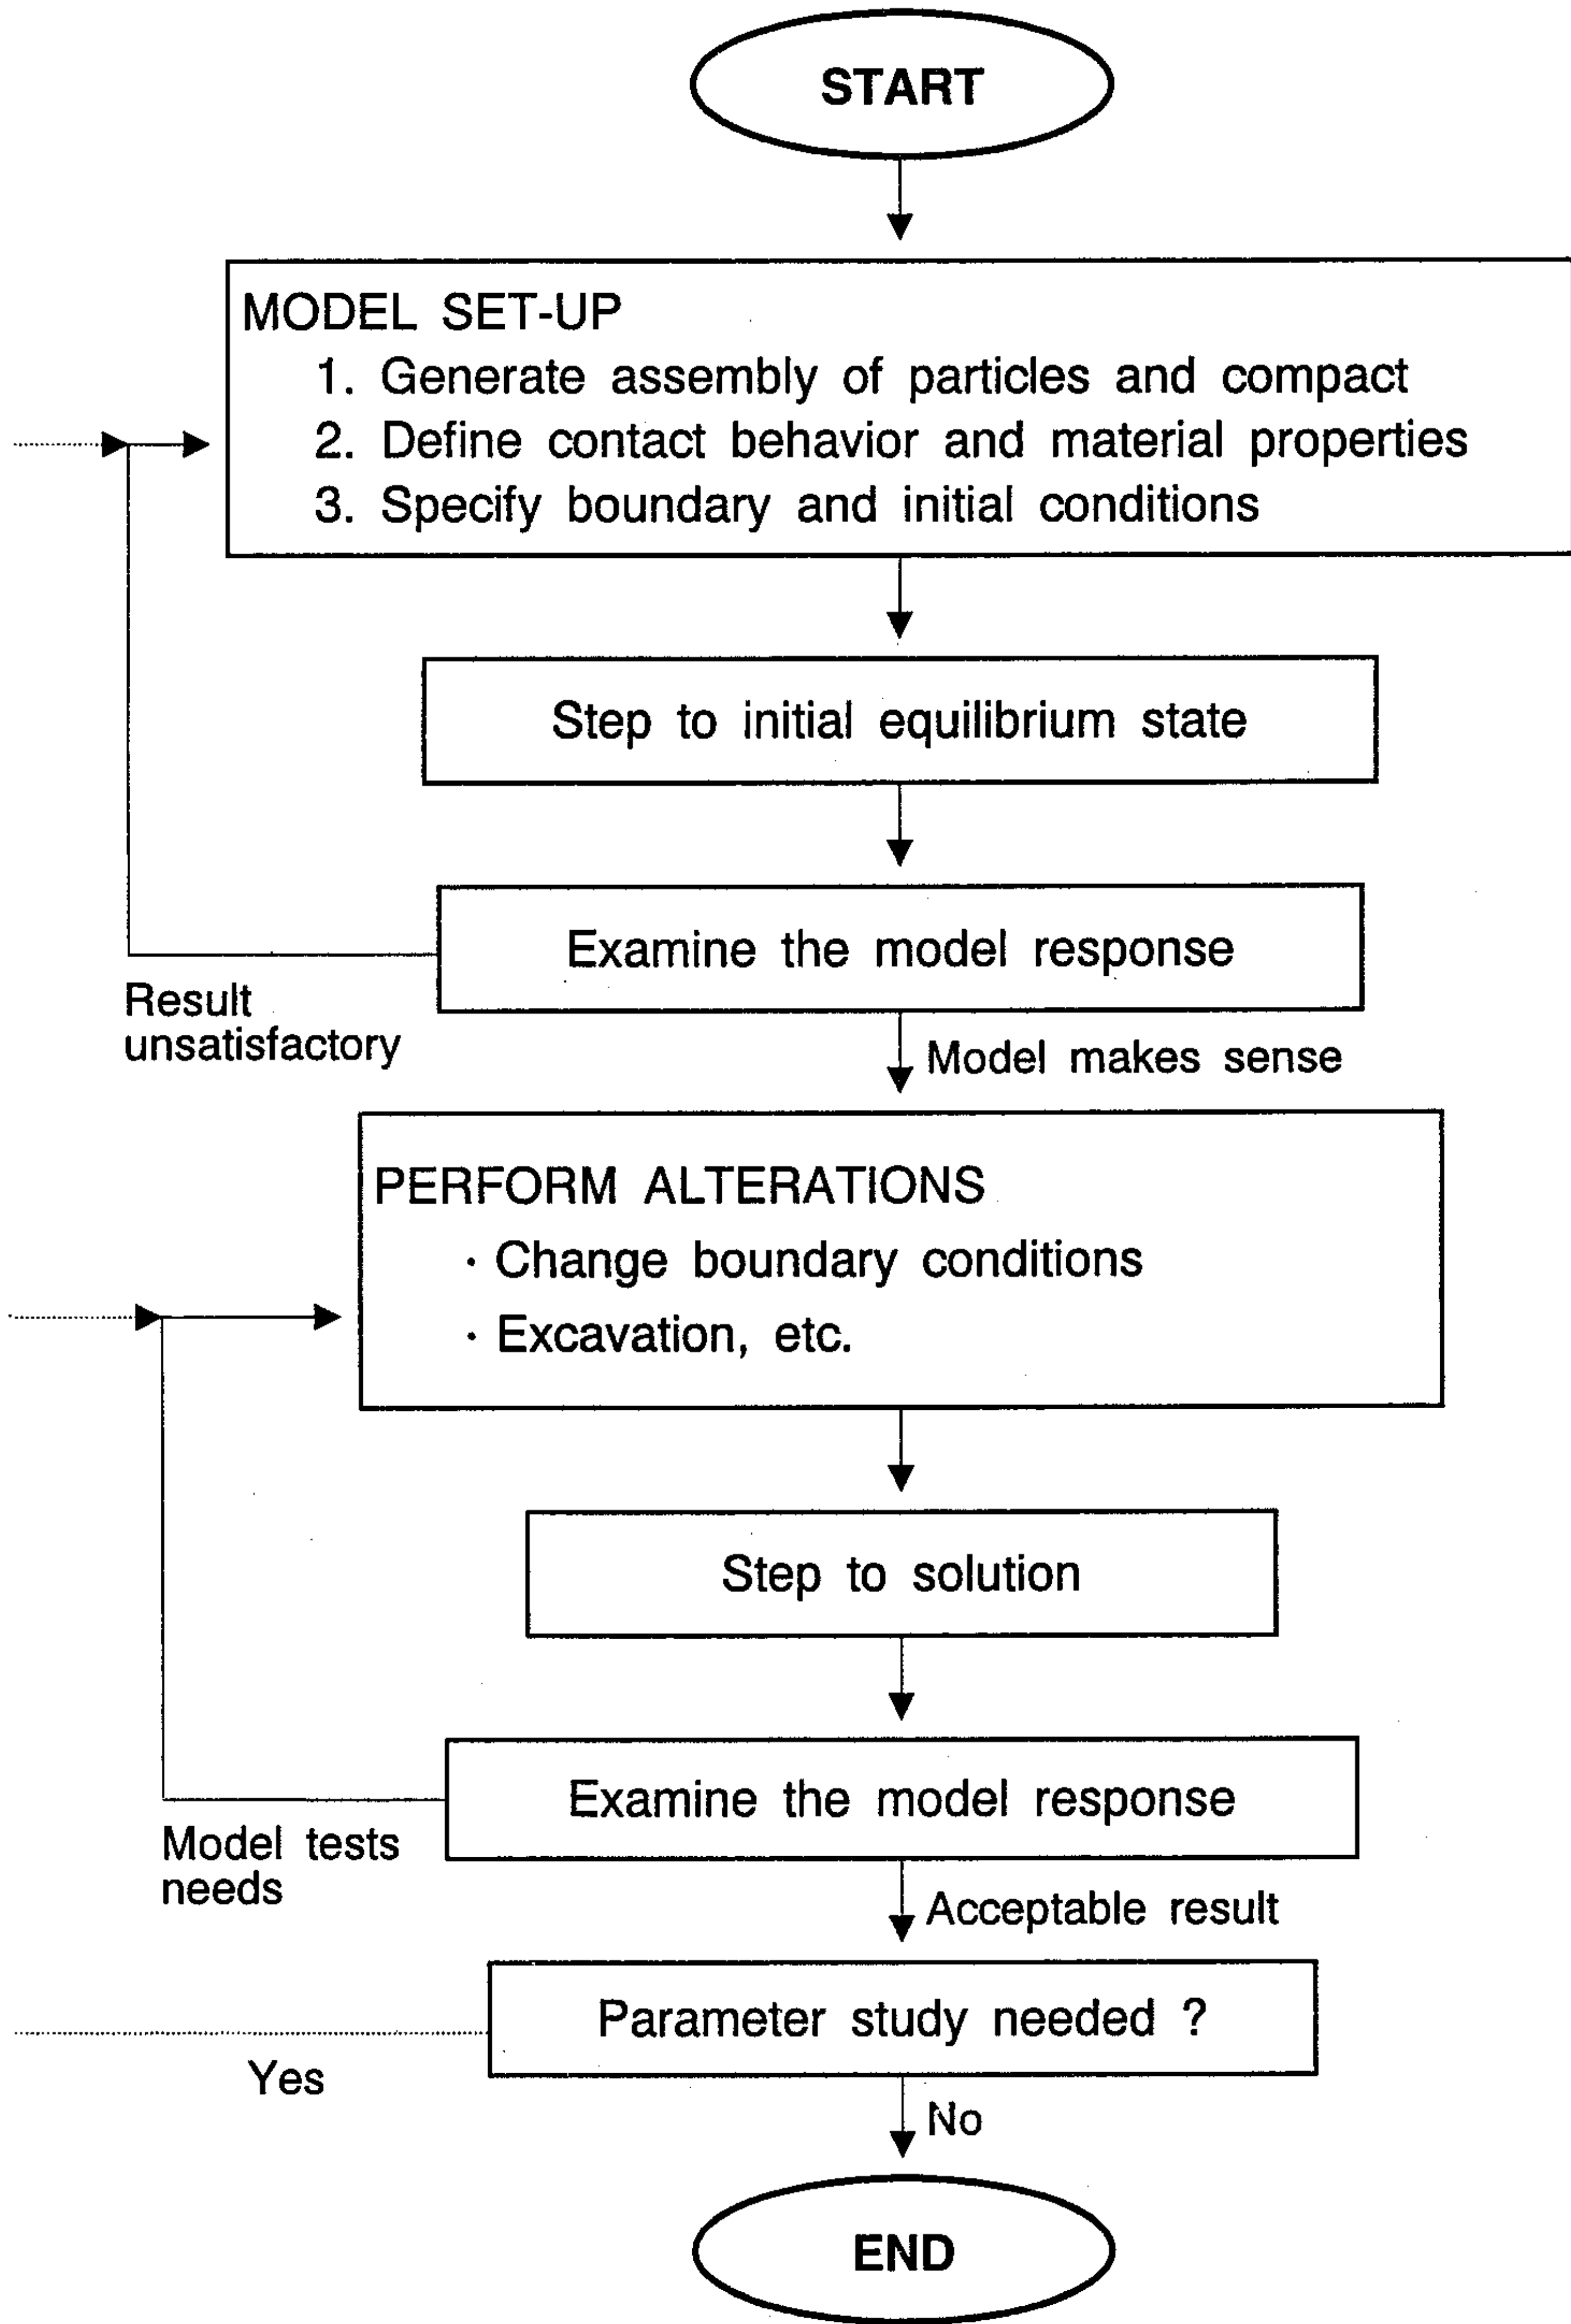 START
MODEL SET-UP
1. Generate assembly of particles and compact
2. Define contact behavior and material properties
3. Specify boundary and initial conditions
Step to initial equilibrium state
Examine the model response
Result
unsatisfactory
Model makes sense
PERFORM ALTERATIONS
· Change boundary conditions
· Excavation, etc.
Step to solution
Examine the model response
Model tests
needs
Acceptable result
Parameter study needed ?
Yes
No
END